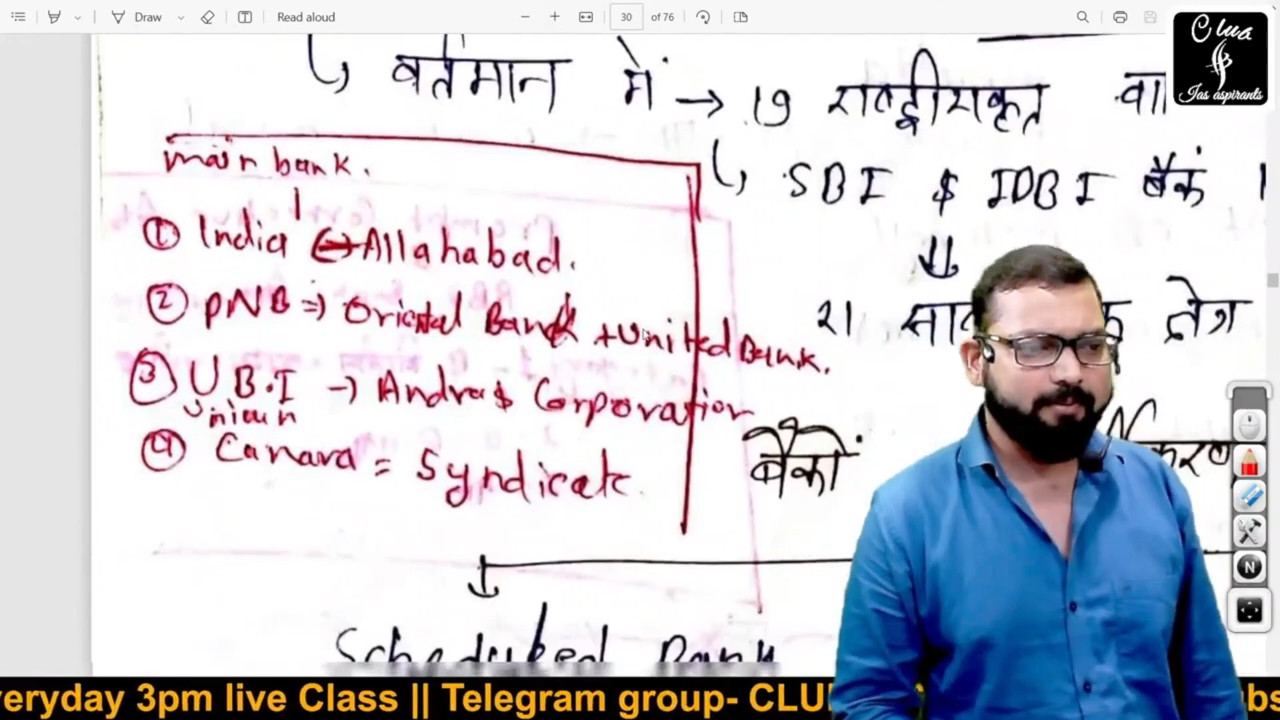 Draw
Read aloud
30 of 76
Clua
Ias aspirants
↳ वर्तमान में → 19 राष्ट्रीयकृत वा
↳ SBI $ IDBI बैंक
21
main bank.
① India ↔ Allahabad.
② PNB ⇒ Oriental Bank + United Bank.
③ U B.I → Andra $ Corporation
Uniaun
④ Canara = Syndicate.
बैंकों
Scheduled Bank
veryday 3pm live Class || Telegram group- CLU
N